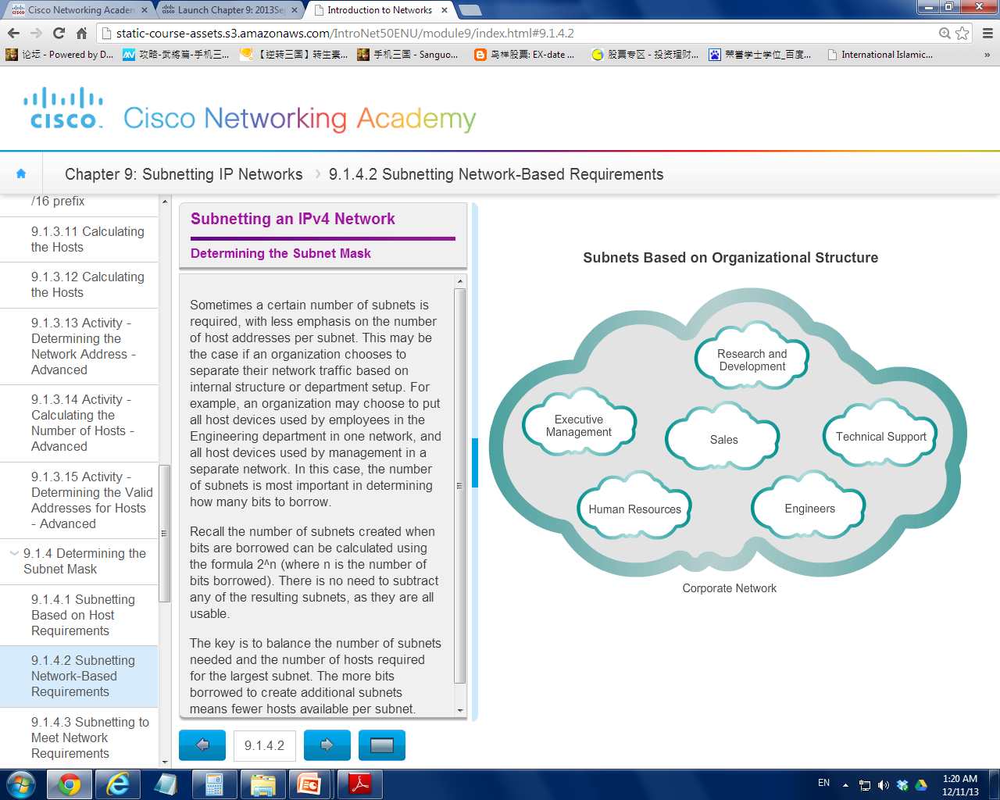 Cisco Networking Academ
Launch Chapter 9: 2013Se
Introduction to Networks
static-course-assets.s3.amazonaws.com/IntroNet50ENU/module9/index.html#9.1.4.2
论坛 - Powered by D...
攻略-武將篇-手机三...
【逆转三国】转生素...
手机三国 - Sanguo...
鸟样股票: EX-date ...
股票专区 - 投资理财...
荣誉学士学位_百度...
International Islamic...
»
CISCO.
Cisco Networking Academy
Chapter 9: Subnetting IP Networks
9.1.4.2 Subnetting Network-Based Requirements
/16 prefix
9.1.3.11 Calculating
the Hosts
9.1.3.12 Calculating
the Hosts
9.1.3.13 Activity -
Determining the
Network Address -
Advanced
9.1.3.14 Activity -
Calculating the
Number of Hosts -
Advanced
9.1.3.15 Activity -
Determining the Valid
Addresses for Hosts
- Advanced
9.1.4 Determining the
Subnet Mask
9.1.4.1 Subnetting
Based on Host
Requirements
9.1.4.2 Subnetting
Network-Based
Requirements
9.1.4.3 Subnetting to
Meet Network
Requirements
Subnetting an IPv4 Network
Determining the Subnet Mask
Sometimes a certain number of subnets is
required, with less emphasis on the number
of host addresses per subnet. This may be
the case if an organization chooses to
separate their network traffic based on
internal structure or department setup. For
example, an organization may choose to put
all host devices used by employees in the
Engineering department in one network, and
all host devices used by management in a
separate network. In this case, the number
of subnets is most important in determining
how many bits to borrow.
Recall the number of subnets created when
bits are borrowed can be calculated using
the formula 2^n (where n is the number of
bits borrowed). There is no need to subtract
any of the resulting subnets, as they are all
usable.
The key is to balance the number of subnets
needed and the number of hosts required
for the largest subnet. The more bits
borrowed to create additional subnets
means fewer hosts available per subnet.
9.1.4.2
Subnets Based on Organizational Structure
Research and
Development
Executive
Management
Sales
Technical Support
Human Resources
Engineers
Corporate Network
EN
1:20 AM
12/11/13